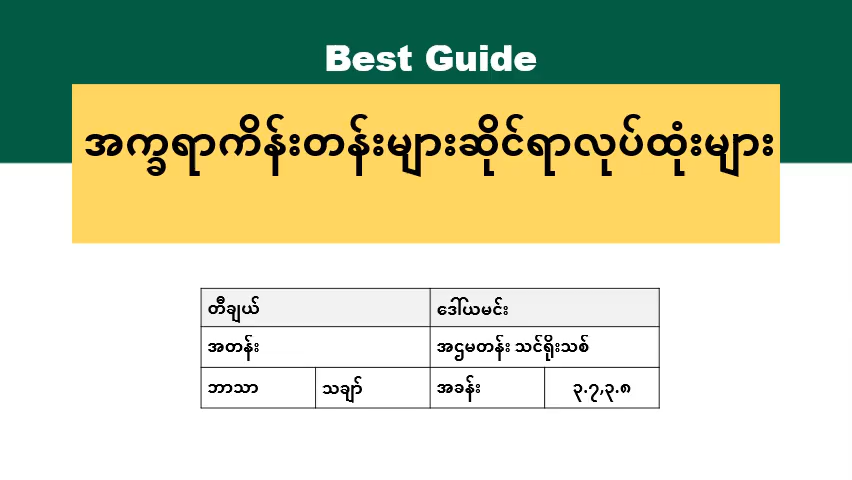 Best Guide
အက္ခရာကိန်းတန်းများဆိုင်ရာလုပ်ထုံးများ
တီချယ် ဒေါ်ယမင်း
အတန်း အဌမတန်း သင်ရိုးသစ်
ဘာသာ သချာ် အခန်း ၃.၇,၃.၈